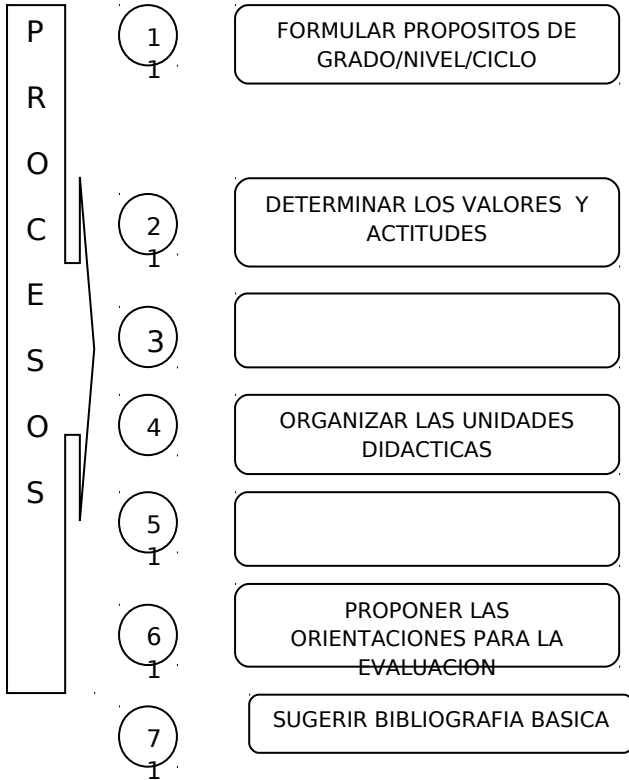 P
R
O
C
E
S
O
S
1
1
FORMULAR PROPOSITOS DE
GRADO/NIVEL/CICLO
2
1
DETERMINAR LOS VALORES Y
ACTITUDES
3
4
ORGANIZAR LAS UNIDADES
DIDACTICAS
5
1
6
1
PROPONER LAS
ORIENTACIONES PARA LA
EVALUACION
7
1
SUGERIR BIBLIOGRAFIA BASICA